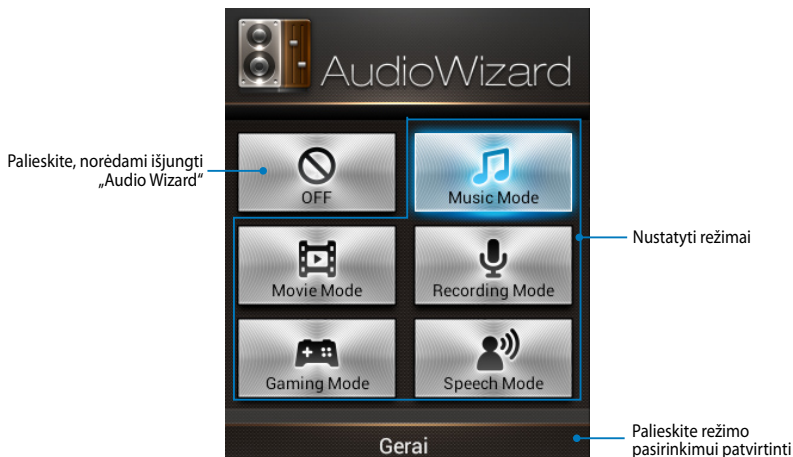 AudioWizard
Palieskite, norėdami išjungti
„Audio Wizard“
OFF
Music Mode
Nustatyti režimai
Movie Mode
Recording Mode
Gaming Mode
Speech Mode
Gerai
Palieskite režimo
pasirinkimui patvirtinti